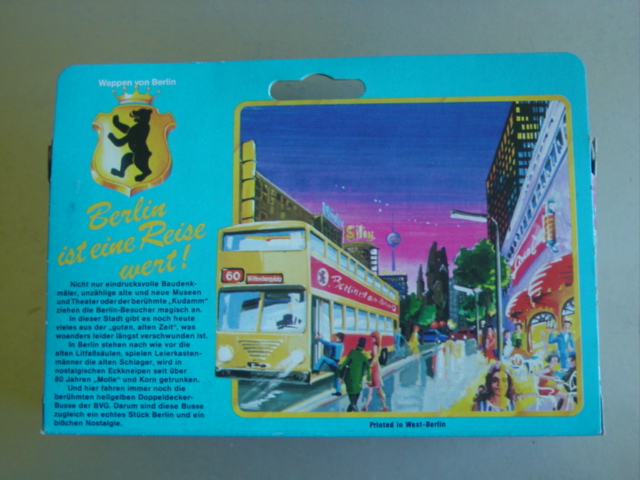 Wappen von Berlin
Berlin
ist eine Reise
wert!
Nicht nur eindrucksvolle Baudenk-
mäler, unzählige alte und neue Museen
und Theater oder der berühmte „Kudamm"
ziehen die Berlin-Besucher magisch an.
In dieser Stadt gibt es noch heute
vieles aus der „guten, alten Zeit", was
woanders leider längst verschwunden ist.
In Berlin stehen nach wie vor die
alten Litfaßsäulen, spielen Leierkasten-
männer die alten Schlager, wird in
nostalgischen Eckkneipen seit über
80 Jahren „Molle" und Korn getrunken.
Und hier fahren immer noch die
berühmten hellgelben Doppeldecker-
Busse der BVG. Darum sind diese Busse
zugleich ein echtes Stück Berlin und ein
bißchen Nostalgie.
60 Wittenbergplatz
Printed in West-Berlin